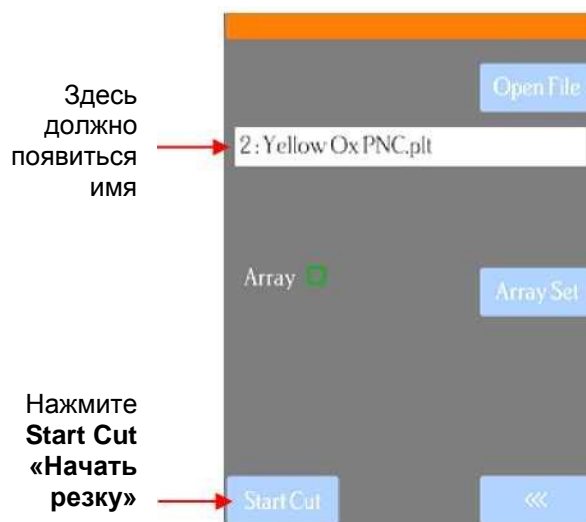 Open File
Здесь
должно
появиться
имя
2 : Yellow Ox PNC.plt
Array
Array Set
Нажмите
Start Cut
«Начать
резку»
Start Cut
<<<